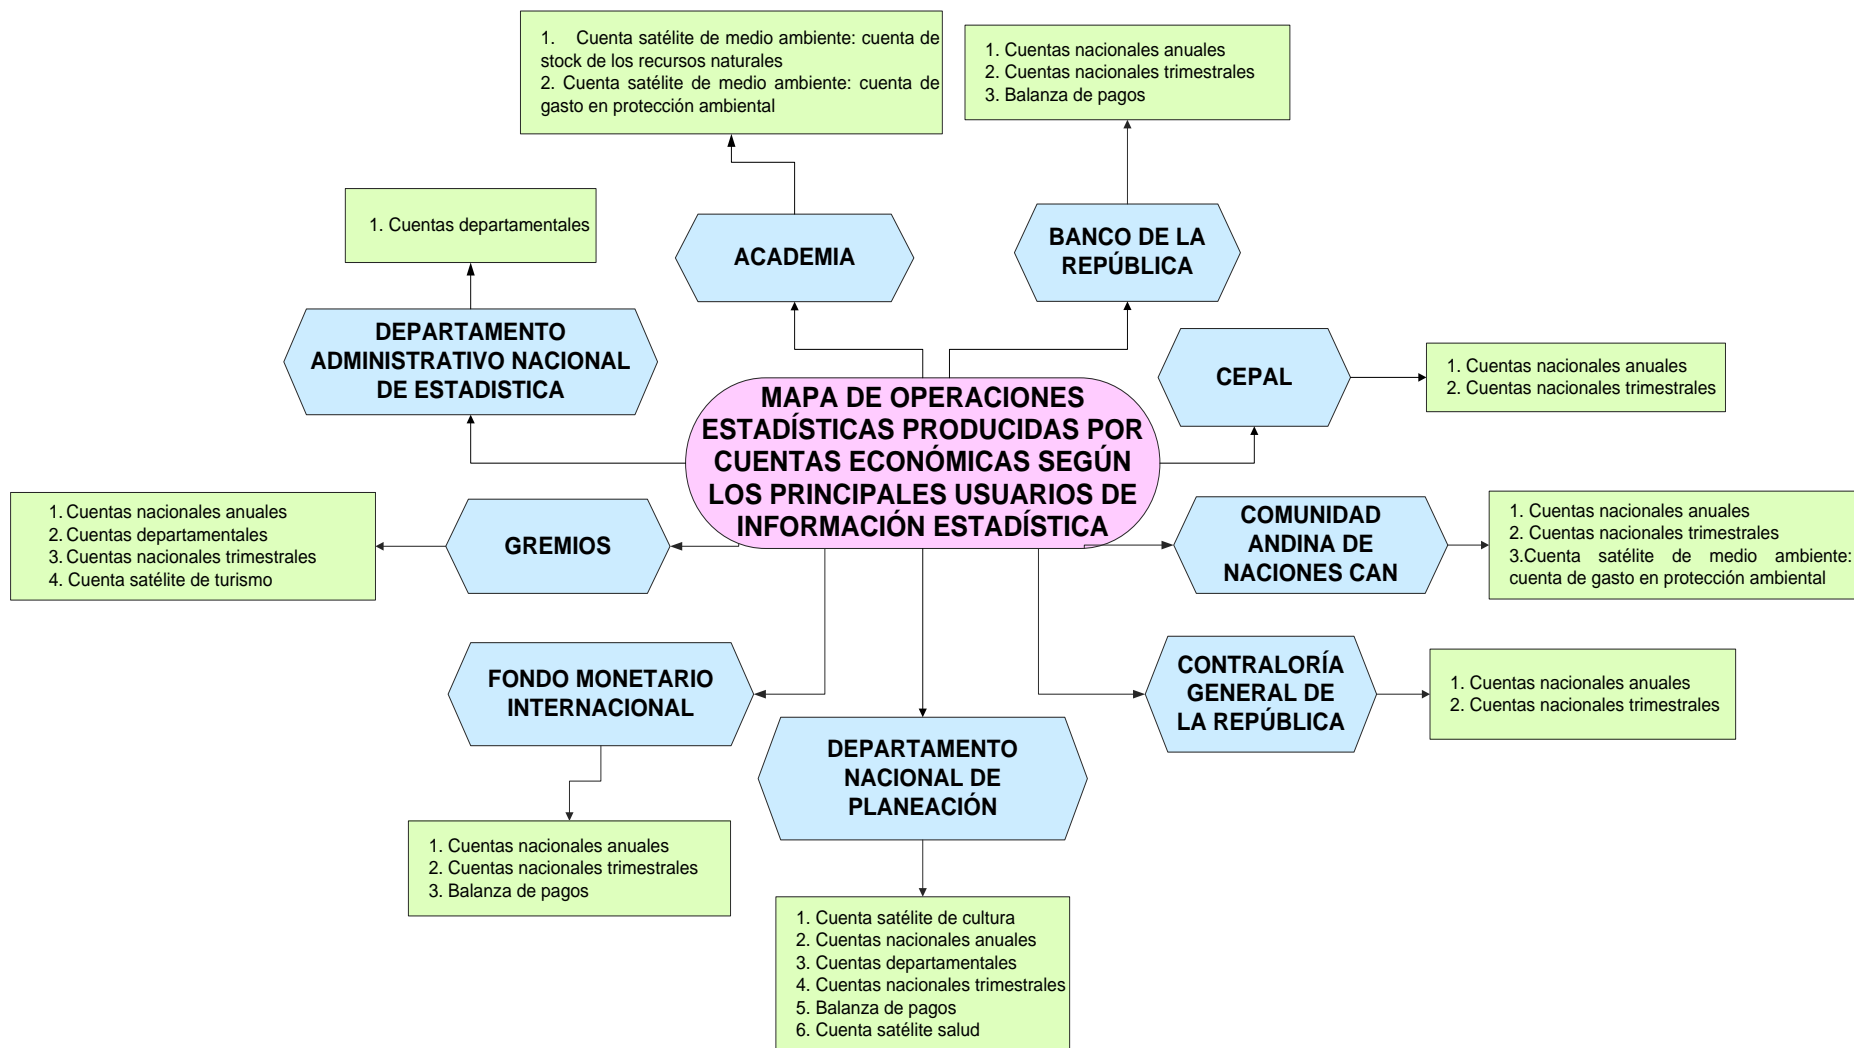 1. Cuenta satélite de medio ambiente: cuenta de
stock de los recursos naturales
2. Cuenta satélite de medio ambiente: cuenta de
gasto en protección ambiental
1. Cuentas nacionales anuales
2. Cuentas nacionales trimestrales
3. Balanza de pagos
1. Cuentas departamentales
ACADEMIA
BANCO DE LA
REPÚBLICA
DEPARTAMENTO
ADMINISTRATIVO NACIONAL
DE ESTADISTICA
CEPAL
1. Cuentas nacionales anuales
2. Cuentas nacionales trimestrales
MAPA DE OPERACIONES
ESTADÍSTICAS PRODUCIDAS POR
CUENTAS ECONÓMICAS SEGÚN
LOS PRINCIPALES USUARIOS DE
INFORMACIÓN ESTADÍSTICA
1. Cuentas nacionales anuales
2. Cuentas departamentales
3. Cuentas nacionales trimestrales
4. Cuenta satélite de turismo
GREMIOS
COMUNIDAD
ANDINA DE
NACIONES CAN
1. Cuentas nacionales anuales
2. Cuentas nacionales trimestrales
3.Cuenta satélite de medio ambiente:
cuenta de gasto en protección ambiental
FONDO MONETARIO
INTERNACIONAL
CONTRALORÍA
GENERAL DE
LA REPÚBLICA
1. Cuentas nacionales anuales
2. Cuentas nacionales trimestrales
DEPARTAMENTO
NACIONAL DE
PLANEACIÓN
1. Cuentas nacionales anuales
2. Cuentas nacionales trimestrales
3. Balanza de pagos
1. Cuenta satélite de cultura
2. Cuentas nacionales anuales
3. Cuentas departamentales
4. Cuentas nacionales trimestrales
5. Balanza de pagos
6. Cuenta satélite salud